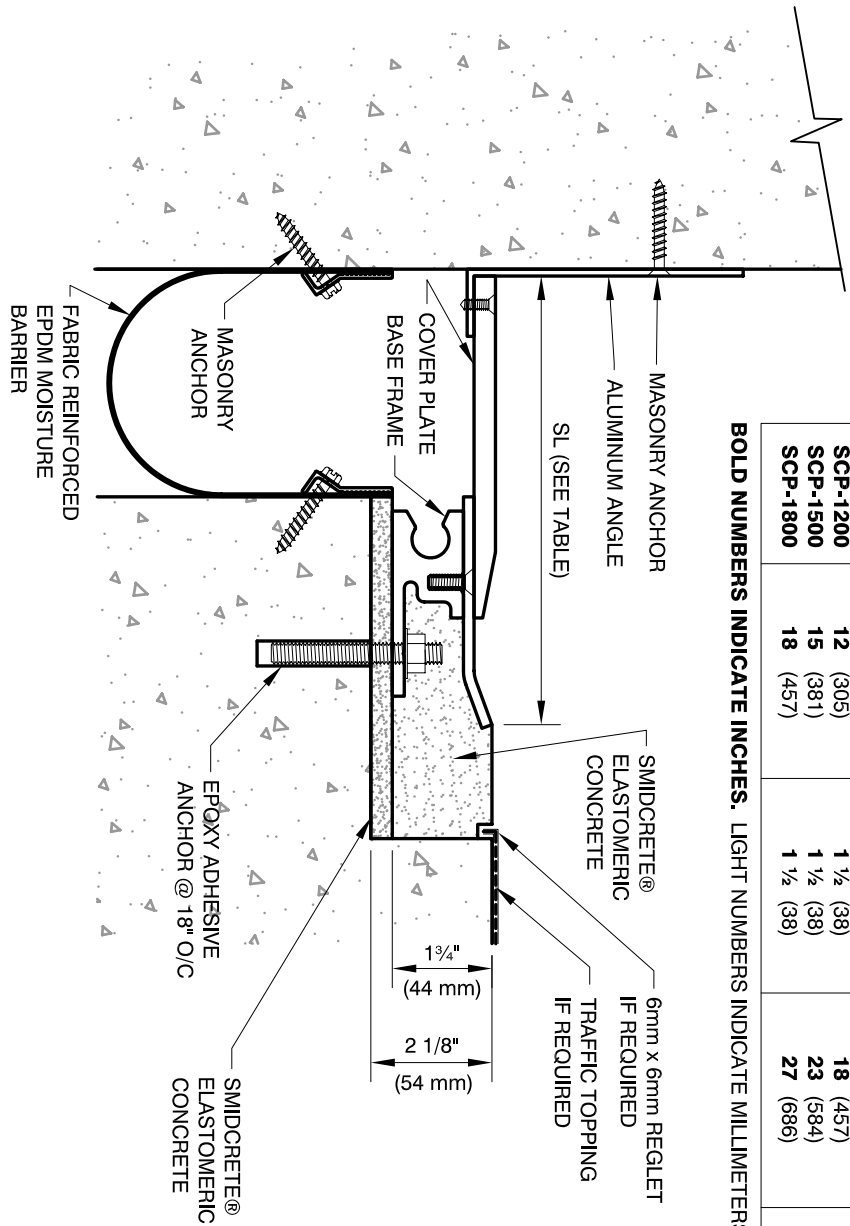 SCP-1200 12 (305) 1 ½ (38) 18 (457)
SCP-1500 15 (381) 1 ½ (38) 23 (584)
SCP-1800 18 (457) 1 ½ (38) 27 (686)
BOLD NUMBERS INDICATE INCHES. LIGHT NUMBERS INDICATE MILLIMETERS
MASONRY ANCHOR
ALUMINUM ANGLE
SL (SEE TABLE)
COVER PLATE
BASE FRAME
MASONRY
ANCHOR
FABRIC REINFORCED
EPDM MOISTURE
BARRIER
6mm x 6mm REGLET
IF REQUIRED
TRAFFIC TOPPING
IF REQUIRED
SMIDCRETE®
ELASTOMERIC
CONCRETE
1¾"
(44 mm)
2 1/8"
(54 mm)
EPOXY ADHESIVE
ANCHOR @ 18" O/C
SMIDCRETE®
ELASTOMERIC
CONCRETE